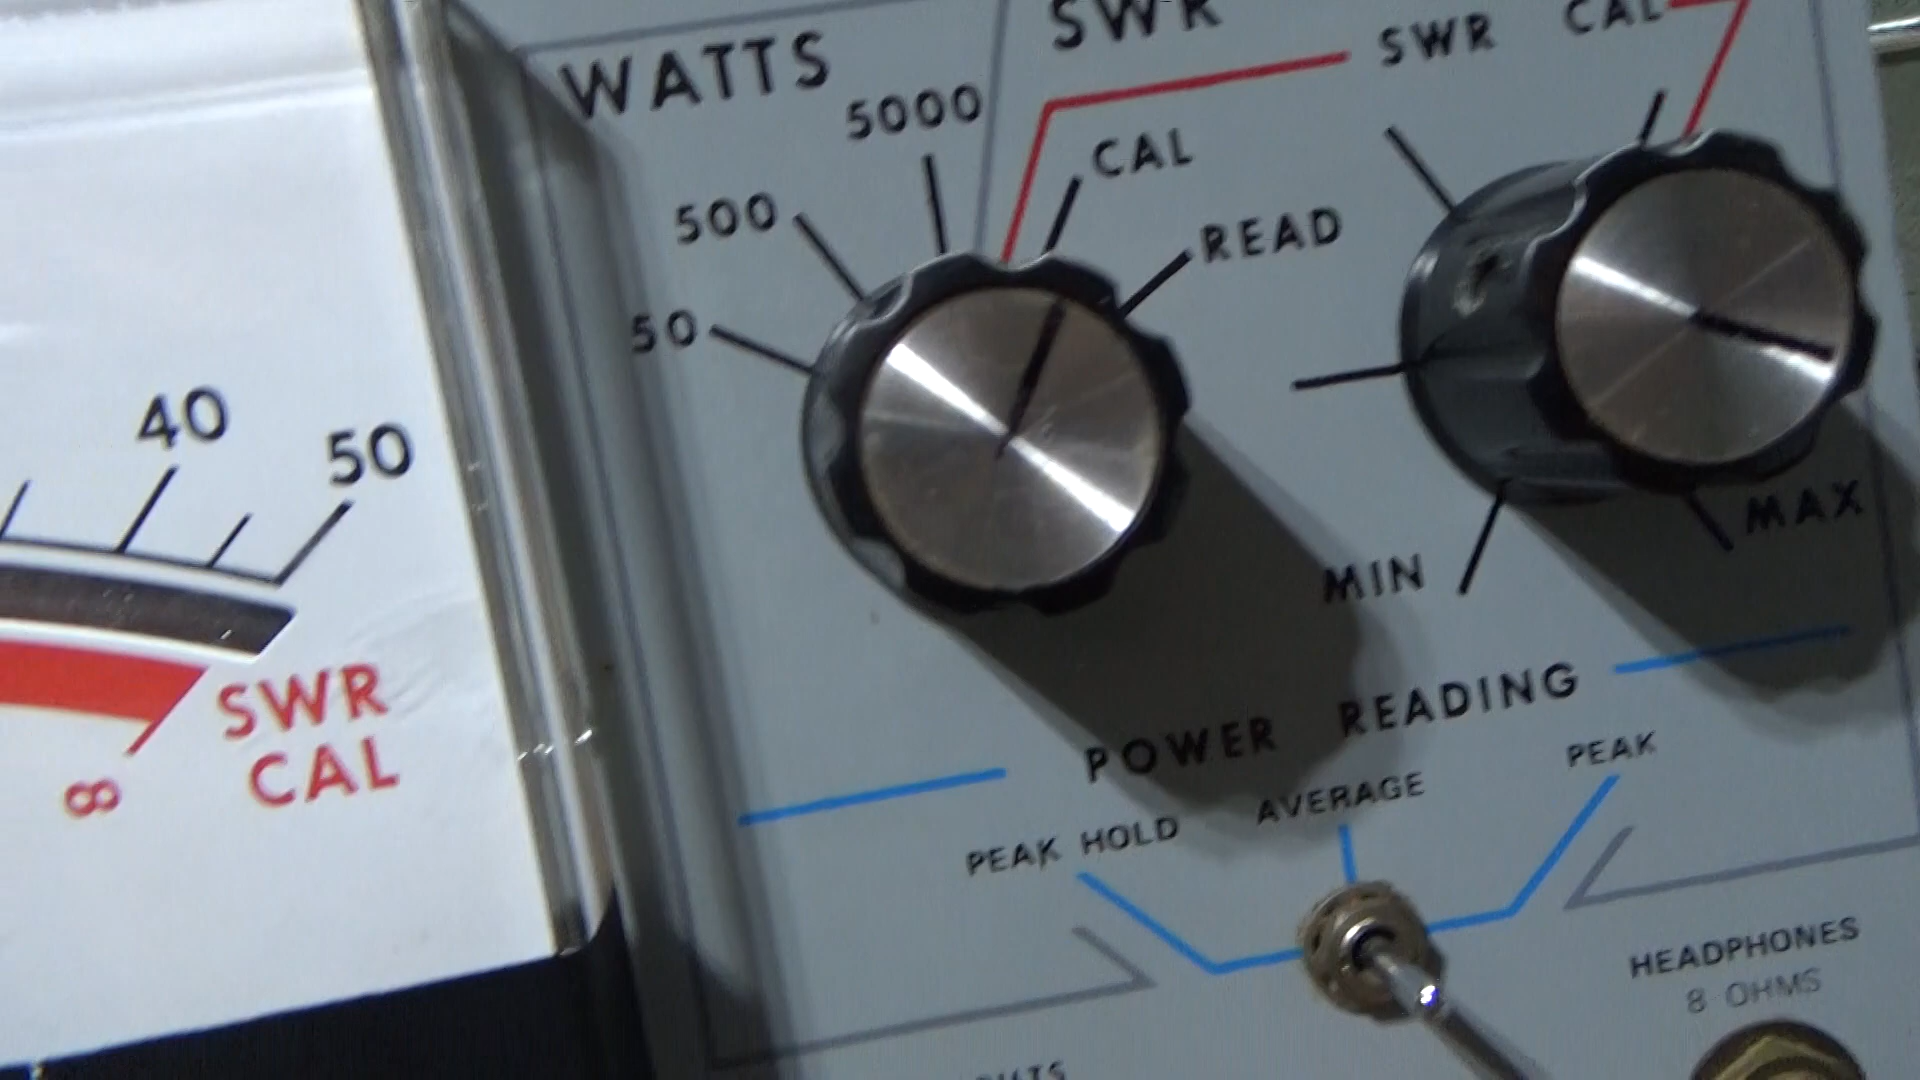 WATTS
SWR
SWR CAL
5000
CAL
500
READ
50
40
50
MIN
MAX
SWR
CAL
∞
POWER READING
PEAK HOLD
AVERAGE
PEAK
HEADPHONES
8 OHMS